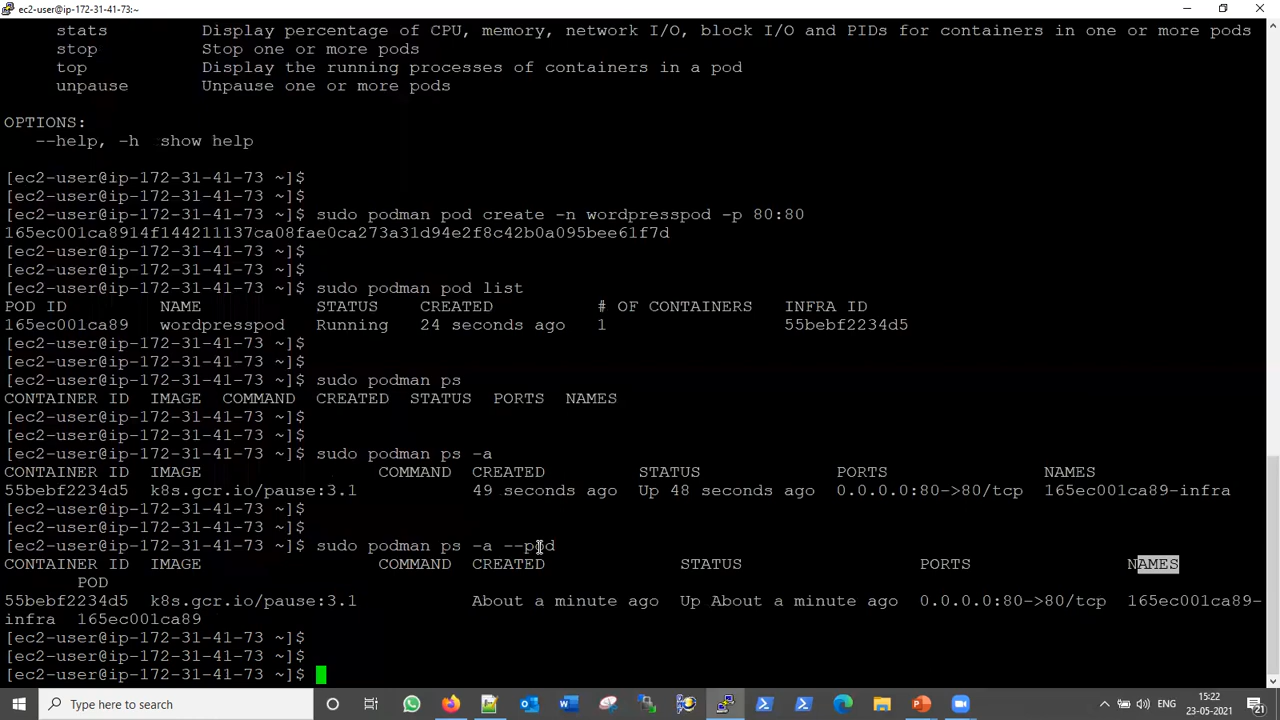 ec2-user@ip-172-31-41-73:~
stats Display percentage of CPU, memory, network I/O, block I/O and PIDs for containers in one or more pods
stop Stop one or more pods
top Display the running processes of containers in a pod
unpause Unpause one or more pods
OPTIONS:
--help, -h show help
[ec2-user@ip-172-31-41-73 ~]$
[ec2-user@ip-172-31-41-73 ~]$
[ec2-user@ip-172-31-41-73 ~]$ sudo podman pod create -n wordpresspod -p 80:80
165ec001ca8914f144211137ca08fae0ca273a31d94e2f8c42b0a095bee61f7d
[ec2-user@ip-172-31-41-73 ~]$
[ec2-user@ip-172-31-41-73 ~]$
[ec2-user@ip-172-31-41-73 ~]$ sudo podman pod list
POD ID NAME STATUS CREATED # OF CONTAINERS INFRA ID
165ec001ca89 wordpresspod Running 24 seconds ago 1 55bebf2234d5
[ec2-user@ip-172-31-41-73 ~]$
[ec2-user@ip-172-31-41-73 ~]$
[ec2-user@ip-172-31-41-73 ~]$ sudo podman ps
CONTAINER ID IMAGE COMMAND CREATED STATUS PORTS NAMES
[ec2-user@ip-172-31-41-73 ~]$
[ec2-user@ip-172-31-41-73 ~]$
[ec2-user@ip-172-31-41-73 ~]$ sudo podman ps -a
CONTAINER ID IMAGE COMMAND CREATED STATUS PORTS NAMES
55bebf2234d5 k8s.gcr.io/pause:3.1 49 seconds ago Up 48 seconds ago 0.0.0.0:80->80/tcp 165ec001ca89-infra
[ec2-user@ip-172-31-41-73 ~]$
[ec2-user@ip-172-31-41-73 ~]$
[ec2-user@ip-172-31-41-73 ~]$ sudo podman ps -a --pod
CONTAINER ID IMAGE COMMAND CREATED STATUS PORTS NAMES
POD
55bebf2234d5 k8s.gcr.io/pause:3.1 About a minute ago Up About a minute ago 0.0.0.0:80->80/tcp 165ec001ca89-
infra 165ec001ca89
[ec2-user@ip-172-31-41-73 ~]$
[ec2-user@ip-172-31-41-73 ~]$
[ec2-user@ip-172-31-41-73 ~]$
Type here to search
ENG
15:22
23-05-2021
21